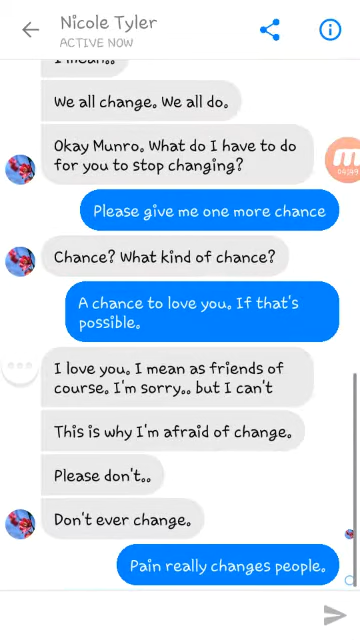 Nicole Tyler
ACTIVE NOW
I mean..
We all change. We all do.
Okay Munro. What do I have to do
for you to stop changing?
Please give me one more chance
Chance? What kind of chance?
A chance to love you. If that's
possible.
I love you. I mean as friends of
course. I'm sorry.. but I can't
This is why I'm afraid of change.
Please don't..
Don't ever change.
Pain really changes people.